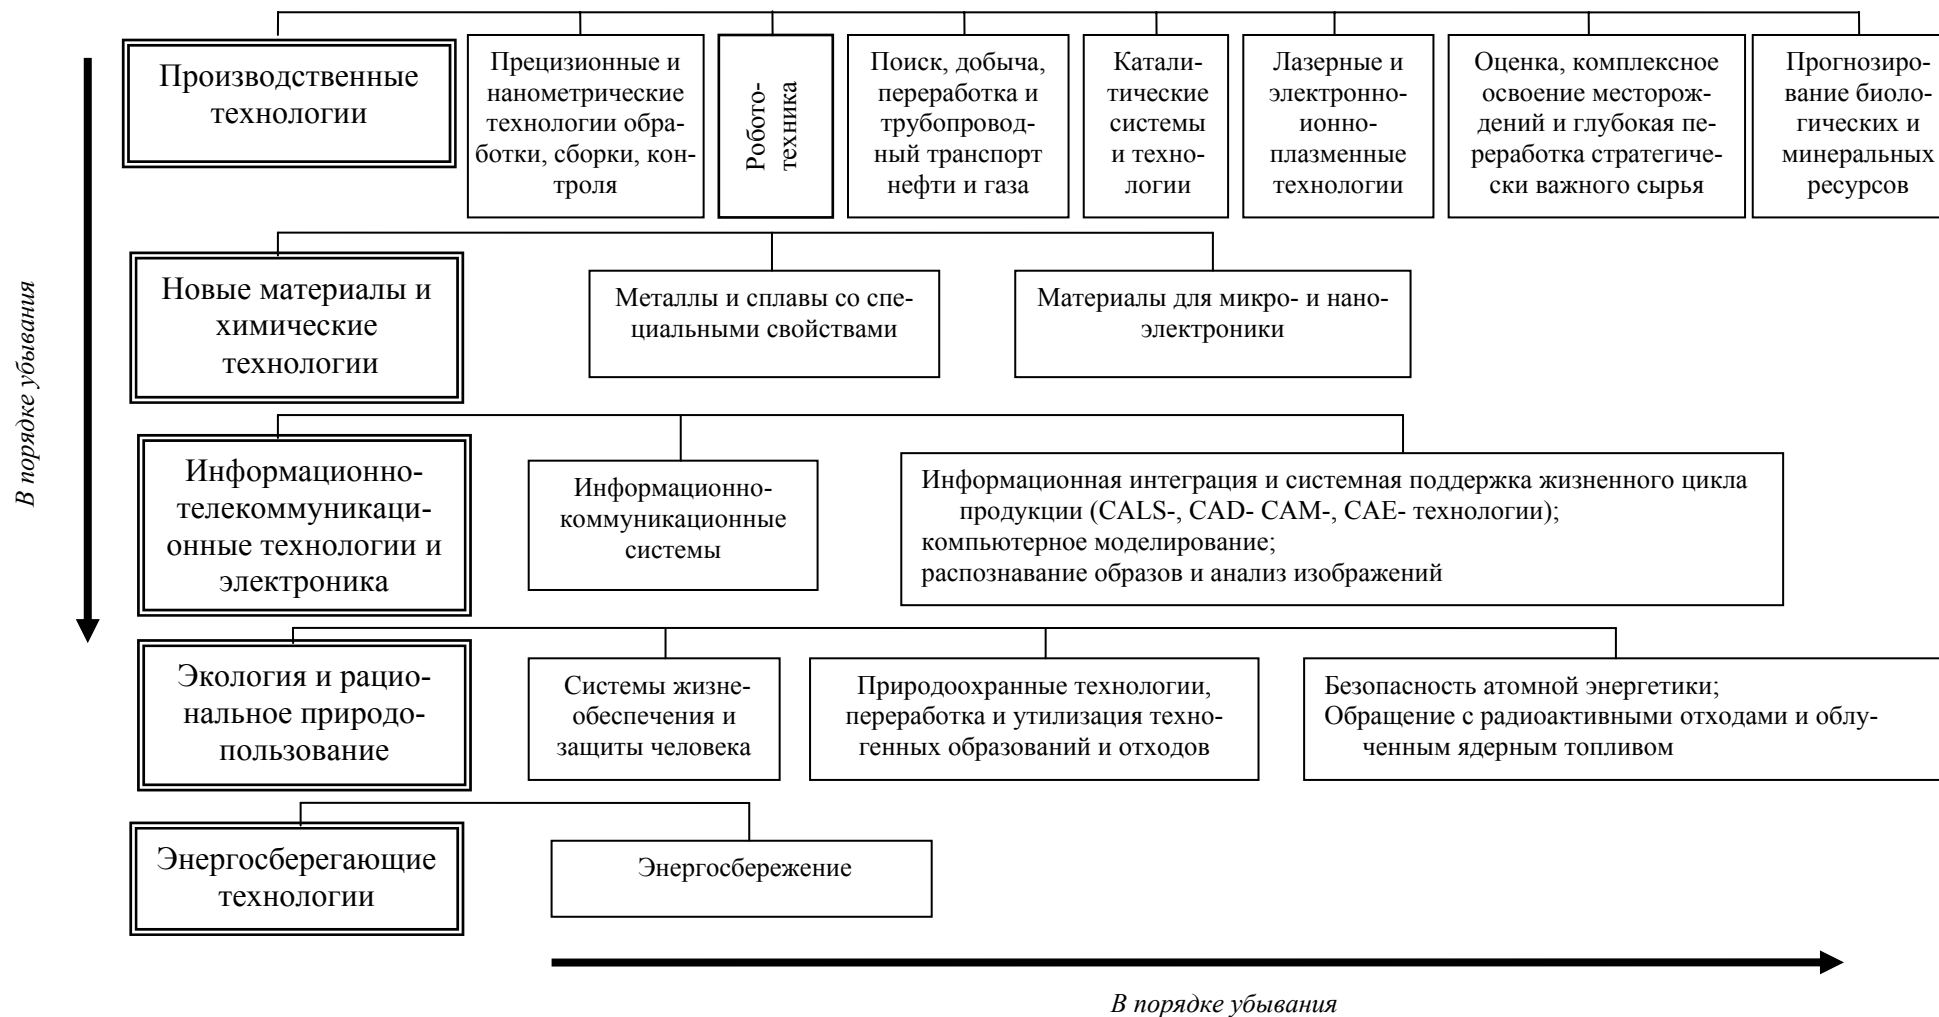 Производственные
технологии
Прецизионные и
нанометрические
технологии обра-
ботки, сборки, кон-
троля
Робото-
техника
Поиск, добыча,
переработка и
трубопровод-
ный транспорт
нефти и газа
Катали-
тические
системы
и техно-
логии
Лазерные и
электронно-
ионно-
плазменные
технологии
Оценка, комплексное
освоение месторож-
дений и глубокая пе-
реработка стратегиче-
ски важного сырья
Прогнозиро-
вание биоло-
гических и
минеральных
ресурсов
В порядке убывания
Новые материалы и
химические
технологии
Металлы и сплавы со спе-
циальными свойствами
Материалы для микро- и нано-
электроники
Информационно-
телекоммуникаци-
онные технологии и
электроника
Информационно-
коммуникационные
системы
Информационная интеграция и системная поддержка жизненного цикла
продукции (CALS-, CAD- CAM-, CAE- технологии);
компьютерное моделирование;
распознавание образов и анализ изображений
Экология и рацио-
нальное природо-
пользование
Системы жизне-
обеспечения и
защиты человека
Природоохранные технологии,
переработка и утилизация техно-
генных образований и отходов
Безопасность атомной энергетики;
Обращение с радиоактивными отходами и облу-
ченным ядерным топливом
Энергосберегающие
технологии
Энергосбережение
В порядке убывания